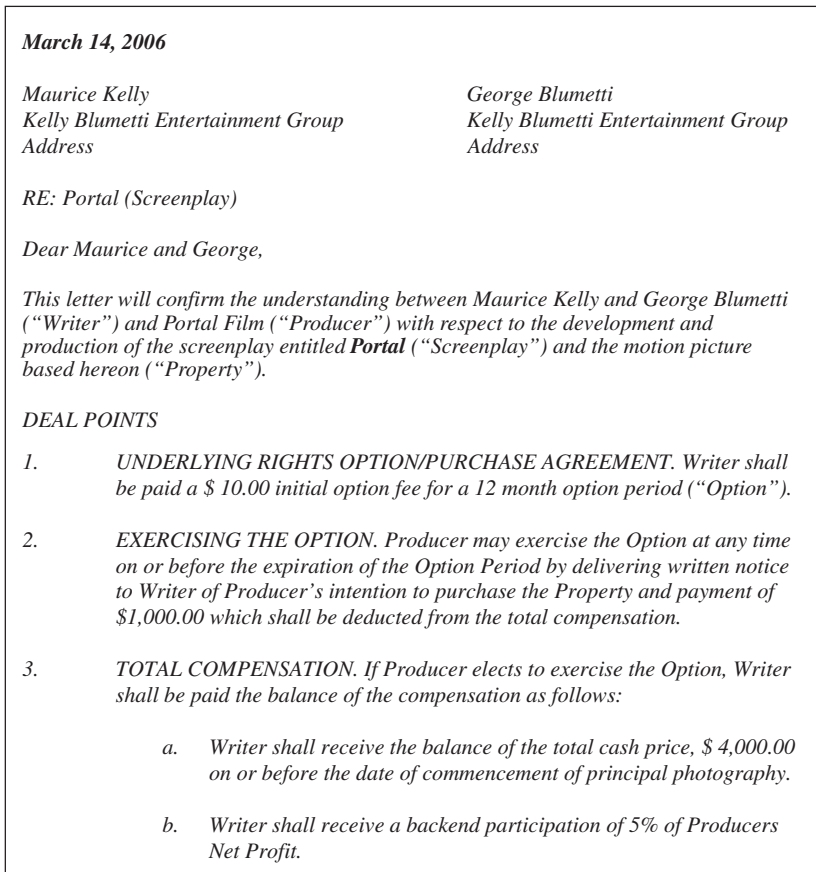 March 14, 2006
Maurice Kelly
Kelly Blumetti Entertainment Group
Address
George Blumetti
Kelly Blumetti Entertainment Group
Address
RE: Portal (Screenplay)
Dear Maurice and George,
This letter will confirm the understanding between Maurice Kelly and George Blumetti
(“Writer”) and Portal Film (“Producer”) with respect to the development and
production of the screenplay entitled Portal (“Screenplay”) and the motion picture
based hereon (“Property”).
DEAL POINTS
1. UNDERLYING RIGHTS OPTION/PURCHASE AGREEMENT. Writer shall
be paid a $ 10.00 initial option fee for a 12 month option period (“Option”).
2. EXERCISING THE OPTION. Producer may exercise the Option at any time
on or before the expiration of the Option Period by delivering written notice
to Writer of Producer’s intention to purchase the Property and payment of
$1,000.00 which shall be deducted from the total compensation.
3. TOTAL COMPENSATION. If Producer elects to exercise the Option, Writer
shall be paid the balance of the compensation as follows:
a. Writer shall receive the balance of the total cash price, $ 4,000.00
on or before the date of commencement of principal photography.
b. Writer shall receive a backend participation of 5% of Producers
Net Profit.